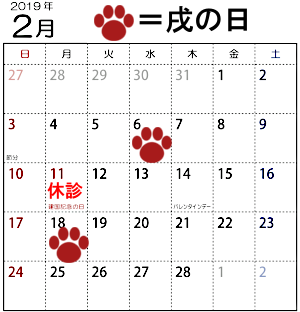 2019年
2月
=戌の日
日 月 火 水 木 金 土
27 28 29 30 31 1 2
3 4 5 6 7 8 9
節分
10 11 12 13 14 15 16
休診
建国記念の日 バレンタインデー
17 18 19 20 21 22 23
24 25 26 27 28 1 2